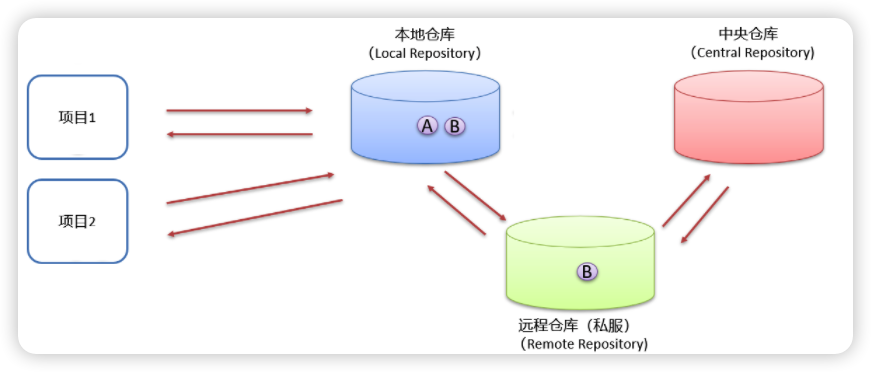 本地仓库
（Local Repository）
中央仓库
（Central Repository)
项目1
A B
项目2
B
远程仓库（私服）
（Remote Repository)